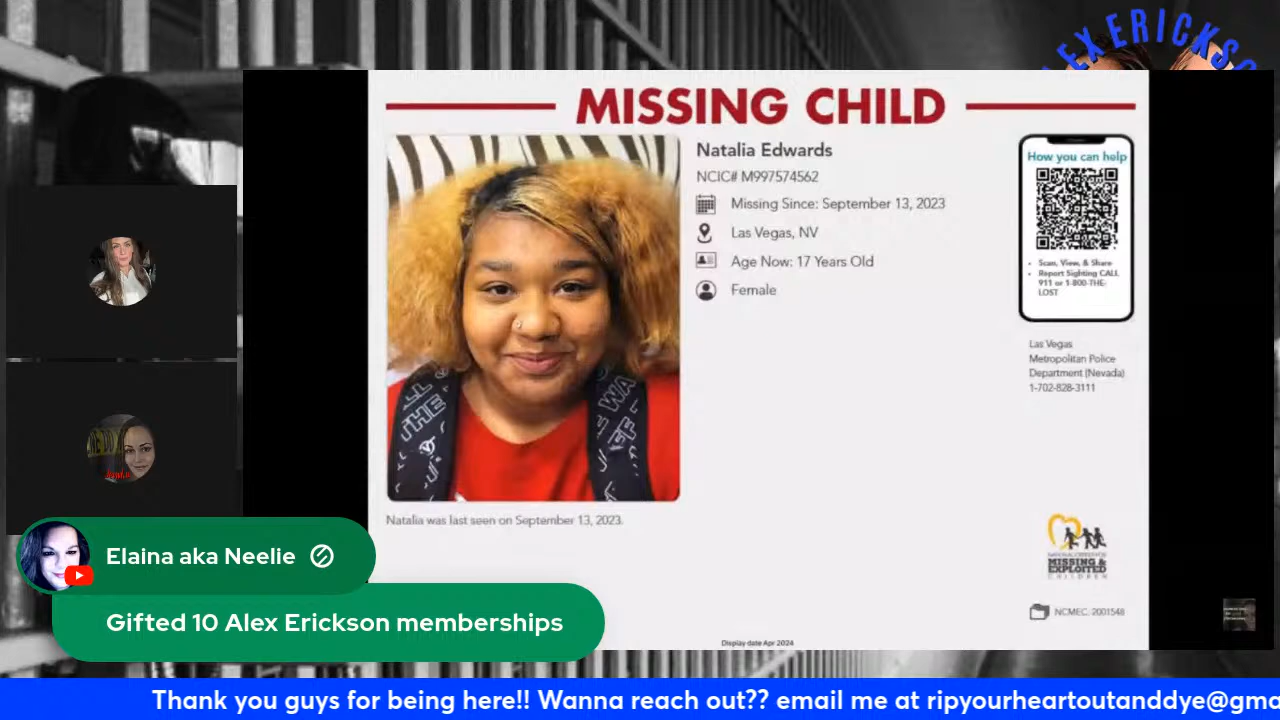 EX ERICKSO
MISSING CHILD
Natalia Edwards
NCIC# M997574562
Missing Since: September 13, 2023
Las Vegas, NV
Age Now: 17 Years Old
Female
Natalia was last seen on September 13, 2023.
How you can help
• Scan, View, & Share
• Report Sighting CALL
911 or 1-800-THE-
LOST
Las Vegas
Metropolitan Police
Department (Nevada)
1-702-828-3111
MISSING &
EXPLOITED
CHILDREN
NCMEC: 2001548
Display date Apr 2024
Elaina aka Neelie
Gifted 10 Alex Erickson memberships
Thank you guys for being here!! Wanna reach out?? email me at ripyourheartoutanddye@gma